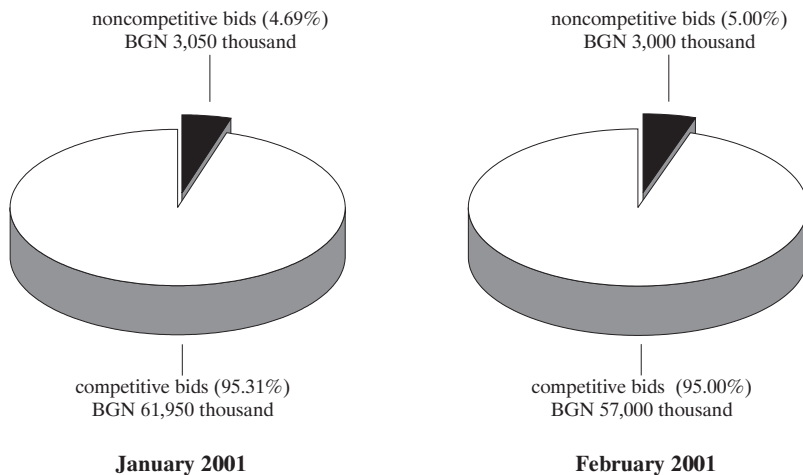 noncompetitive bids (4.69%)
BGN 3,050 thousand
competitive bids (95.31%)
BGN 61,950 thousand
January 2001
noncompetitive bids (5.00%)
BGN 3,000 thousand
competitive bids (95.00%)
BGN 57,000 thousand
February 2001